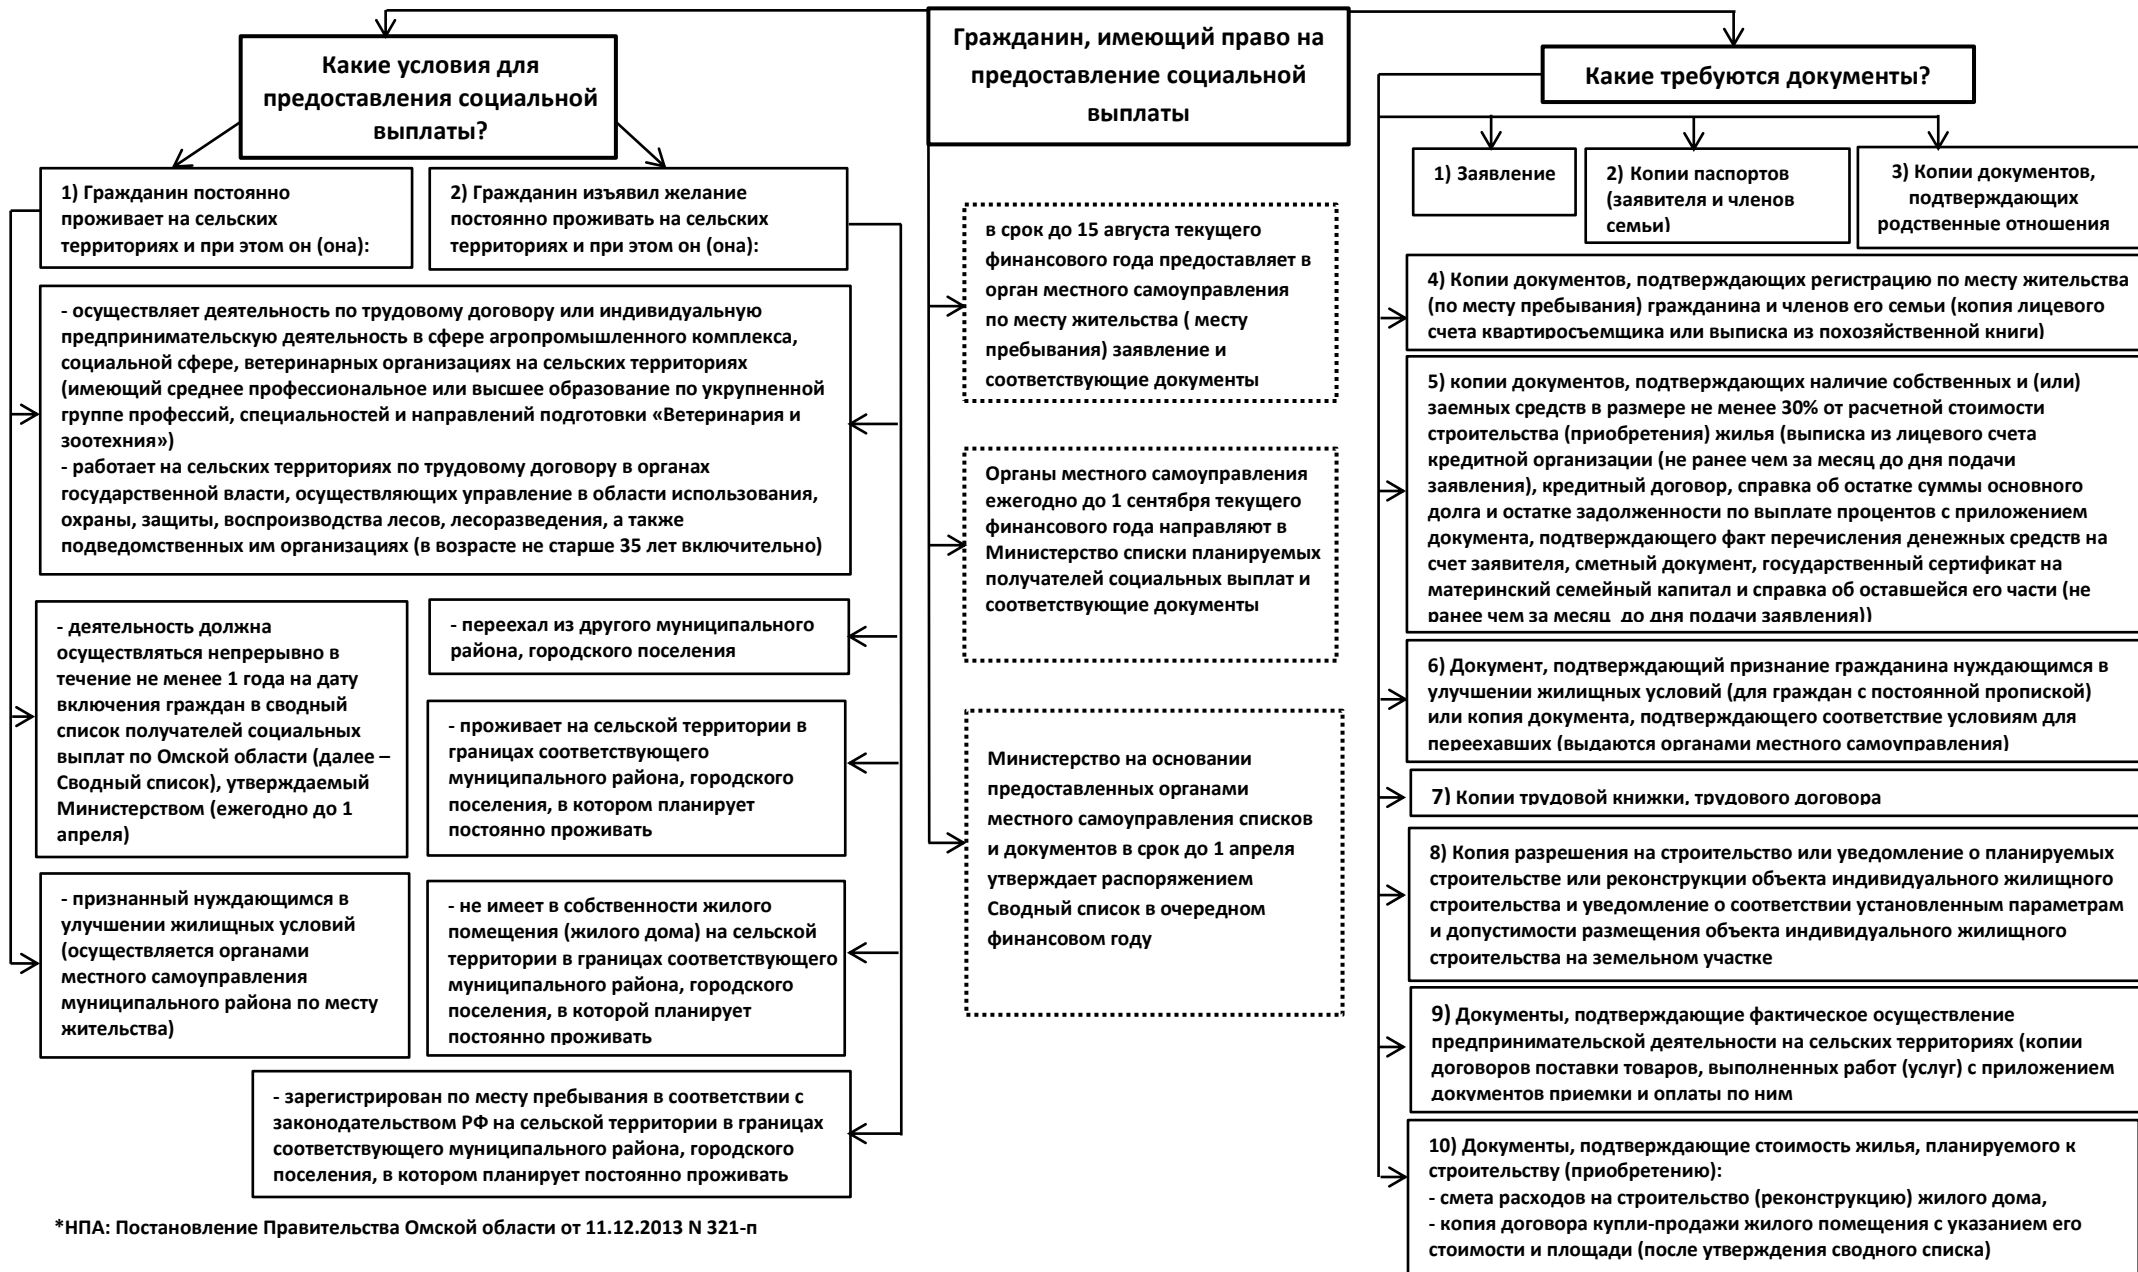 Гражданин, имеющий право на
предоставление социальной
выплаты
Какие условия для
предоставления социальной
выплаты?
1) Гражданин постоянно
проживает на сельских
территориях и при этом он (она):
2) Гражданин изъявил желание
постоянно проживать на сельских
территориях и при этом он (она):
- осуществляет деятельность по трудовому договору или индивидуальную
предпринимательскую деятельность в сфере агропромышленного комплекса,
социальной сфере, ветеринарных организациях на сельских территориях
(имеющий среднее профессиональное или высшее образование по укрупненной
группе профессий, специальностей и направлений подготовки «Ветеринария и
зоотехния»)
- работает на сельских территориях по трудовому договору в органах
государственной власти, осуществляющих управление в области использования,
охраны, защиты, воспроизводства лесов, лесоразведения, а также
подведомственных им организациях (в возрасте не старше 35 лет включительно)
- деятельность должна
осуществляться непрерывно в
течение не менее 1 года на дату
включения граждан в сводный
список получателей социальных
выплат по Омской области (далее –
Сводный список), утверждаемый
Министерством (ежегодно до 1
апреля)
- признанный нуждающимся в
улучшении жилищных условий
(осуществляется органами
местного самоуправления
муниципального района по месту
жительства)
- переехал из другого муниципального
района, городского поселения
- проживает на сельской территории в
границах соответствующего
муниципального района, городского
поселения, в котором планирует
постоянно проживать
- не имеет в собственности жилого
помещения (жилого дома) на сельской
территории в границах соответствующего
муниципального района, городского
поселения, в которой планирует
постоянно проживать
- зарегистрирован по месту пребывания в соответствии с
законодательством РФ на сельской территории в границах
соответствующего муниципального района, городского
поселения, в котором планирует постоянно проживать
*НПА: Постановление Правительства Омской области от 11.12.2013 N 321-п
в срок до 15 августа текущего
финансового года предоставляет в
орган местного самоуправления
по месту жительства ( месту
пребывания) заявление и
соответствующие документы
Органы местного самоуправления
ежегодно до 1 сентября текущего
финансового года направляют в
Министерство списки планируемых
получателей социальных выплат и
соответствующие документы
Министерство на основании
предоставленных органами
местного самоуправления списков
и документов в срок до 1 апреля
утверждает распоряжением
Сводный список в очередном
финансовом году
Какие требуются документы?
1) Заявление
2) Копии паспортов
(заявителя и членов
семьи)
3) Копии документов,
подтверждающих
родственные отношения
4) Копии документов, подтверждающих регистрацию по месту жительства
(по месту пребывания) гражданина и членов его семьи (копия лицевого
счета квартиросъемщика или выписка из похозяйственной книги)
5) копии документов, подтверждающих наличие собственных и (или)
заемных средств в размере не менее 30% от расчетной стоимости
строительства (приобретения) жилья (выписка из лицевого счета
кредитной организации (не ранее чем за месяц до дня подачи
заявления), кредитный договор, справка об остатке суммы основного
долга и остатке задолженности по выплате процентов с приложением
документа, подтверждающего факт перечисления денежных средств на
счет заявителя, сметный документ, государственный сертификат на
материнский семейный капитал и справка об оставшейся его части (не
ранее чем за месяц до дня подачи заявления))
6) Документ, подтверждающий признание гражданина нуждающимся в
улучшении жилищных условий (для граждан с постоянной пропиской)
или копия документа, подтверждающего соответствие условиям для
переехавших (выдаются органами местного самоуправления)
7) Копии трудовой книжки, трудового договора
8) Копия разрешения на строительство или уведомление о планируемых
строительстве или реконструкции объекта индивидуального жилищного
строительства и уведомление о соответствии установленным параметрам
и допустимости размещения объекта индивидуального жилищного
строительства на земельном участке
9) Документы, подтверждающие фактическое осуществление
предпринимательской деятельности на сельских территориях (копии
договоров поставки товаров, выполненных работ (услуг) с приложением
документов приемки и оплаты по ним
10) Документы, подтверждающие стоимость жилья, планируемого к
строительству (приобретению):
- смета расходов на строительство (реконструкцию) жилого дома,
- копия договора купли-продажи жилого помещения с указанием его
стоимости и площади (после утверждения сводного списка)